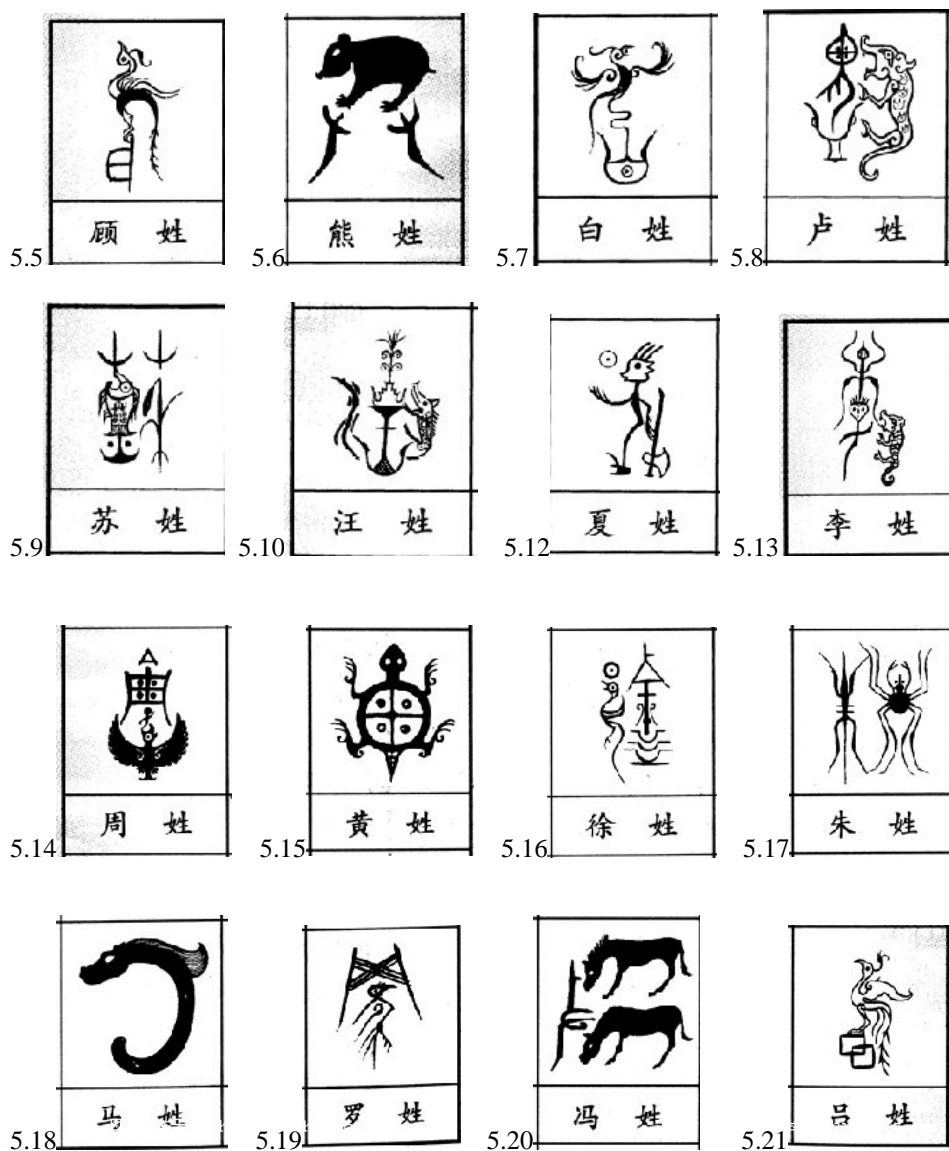 顾 姓
5.5
熊 姓
5.6
白 姓
5.7
卢 姓
5.8
苏 姓
5.9
汪 姓
5.10
夏 姓
5.12
李 姓
5.13
周 姓
5.14
黄 姓
5.15
徐 姓
5.16
朱 姓
5.17
马 姓
5.18
罗 姓
5.19
冯 姓
5.20
吕 姓
5.21